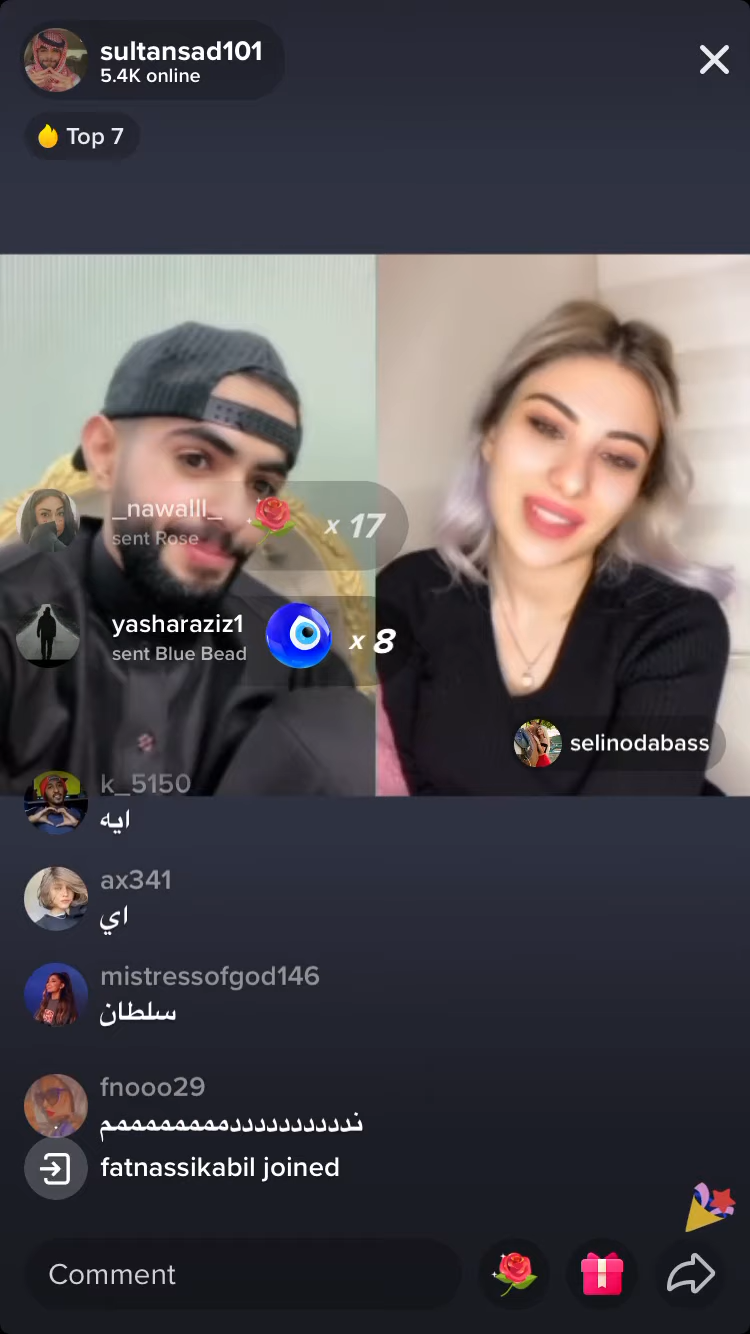 sultansad101
5.4K online
Top 7
_nawalll_
sent Rose
x 17
yasharaziz1
sent Blue Bead
x 8
selinodabass
k_5150
ايه
ax341
اي
mistressofgod146
سلطان
fnooo29
ندددددددددددممممممممم
fatnassikabil joined
Comment